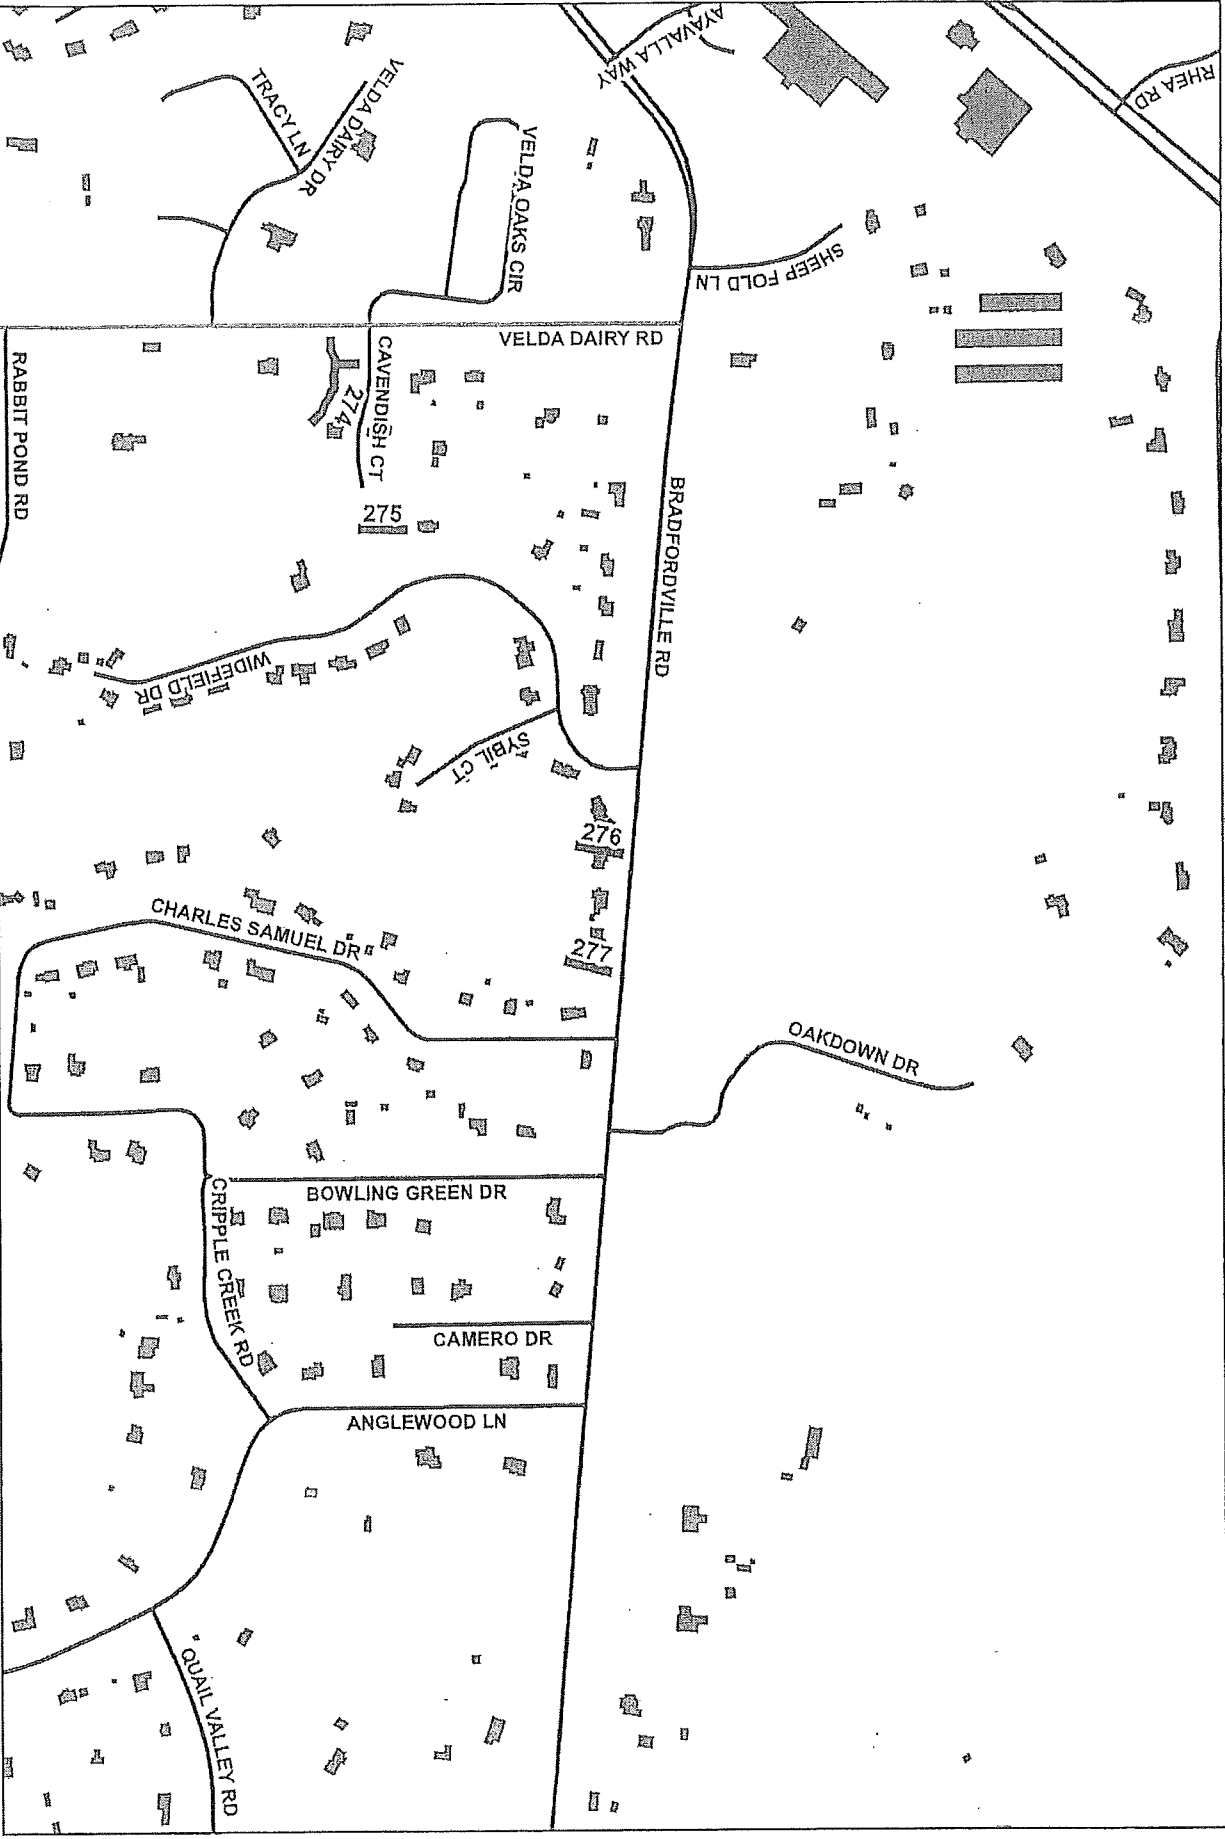 AYAVALLA WAY
RHEA RD
TRACY LN
VELDA DAIRY DR
VELDA OAKS CIR
SHEEP FOLD LN
VELDA DAIRY RD
RABBIT POND RD
CAVENDISH CT
274
275
BRADFORDVILLE RD
WIDEFIELD DR
SYBIL CT
276
CHARLES SAMUEL DR
277
OAKDOWN DR
BOWLING GREEN DR
CRIPPLE CREEK RD
CAMERO DR
ANGLEWOOD LN
QUAIL VALLEY RD